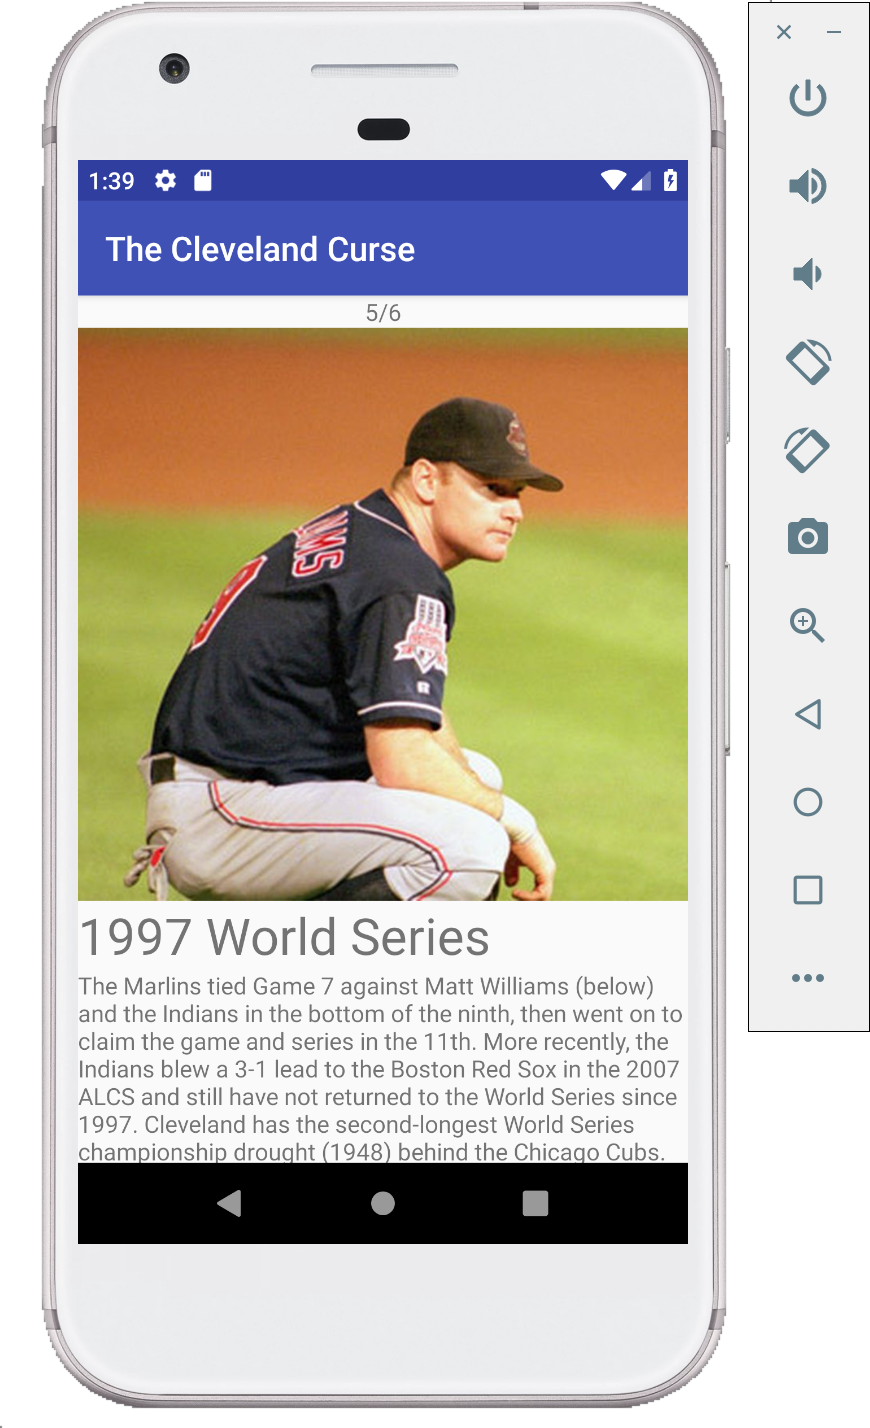 1:39
The Cleveland Curse
5/6
9
1997 World Series
The Marlins tied Game 7 against Matt Williams (below)
and the Indians in the bottom of the ninth, then went on to
claim the game and series in the 11th. More recently, the
Indians blew a 3-1 lead to the Boston Red Sox in the 2007
ALCS and still have not returned to the World Series since
1997. Cleveland has the second-longest World Series
championship drought (1948) behind the Chicago Cubs.